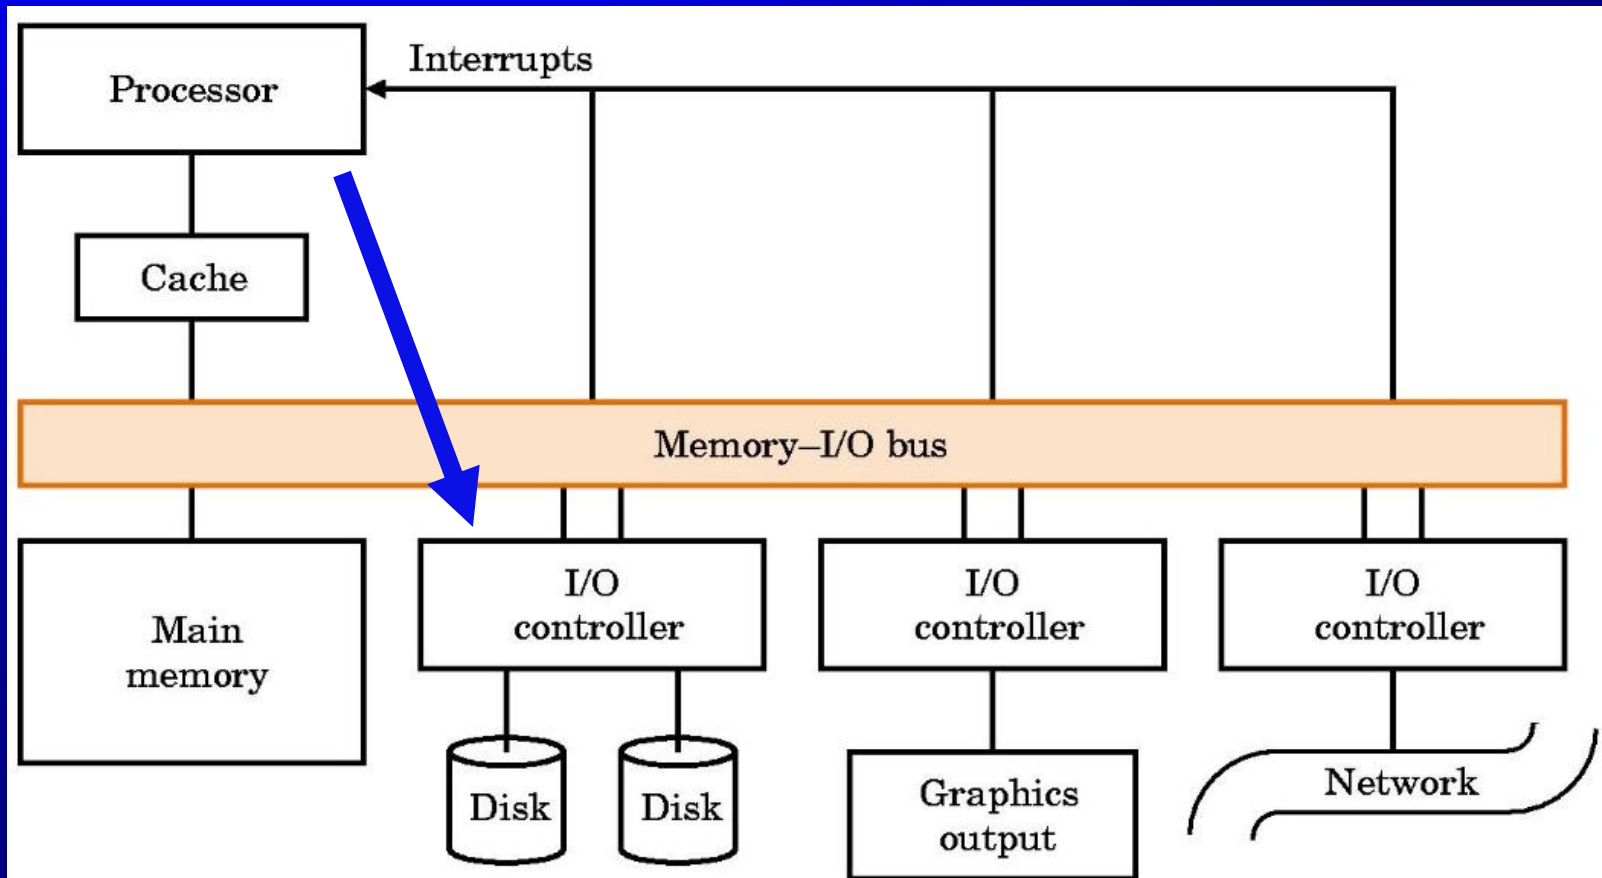 Interrupts
Processor
Cache
Memory–I/O bus
Main
memory
I/O
controller
I/O
controller
I/O
controller
Disk
Disk
Graphics
output
Network